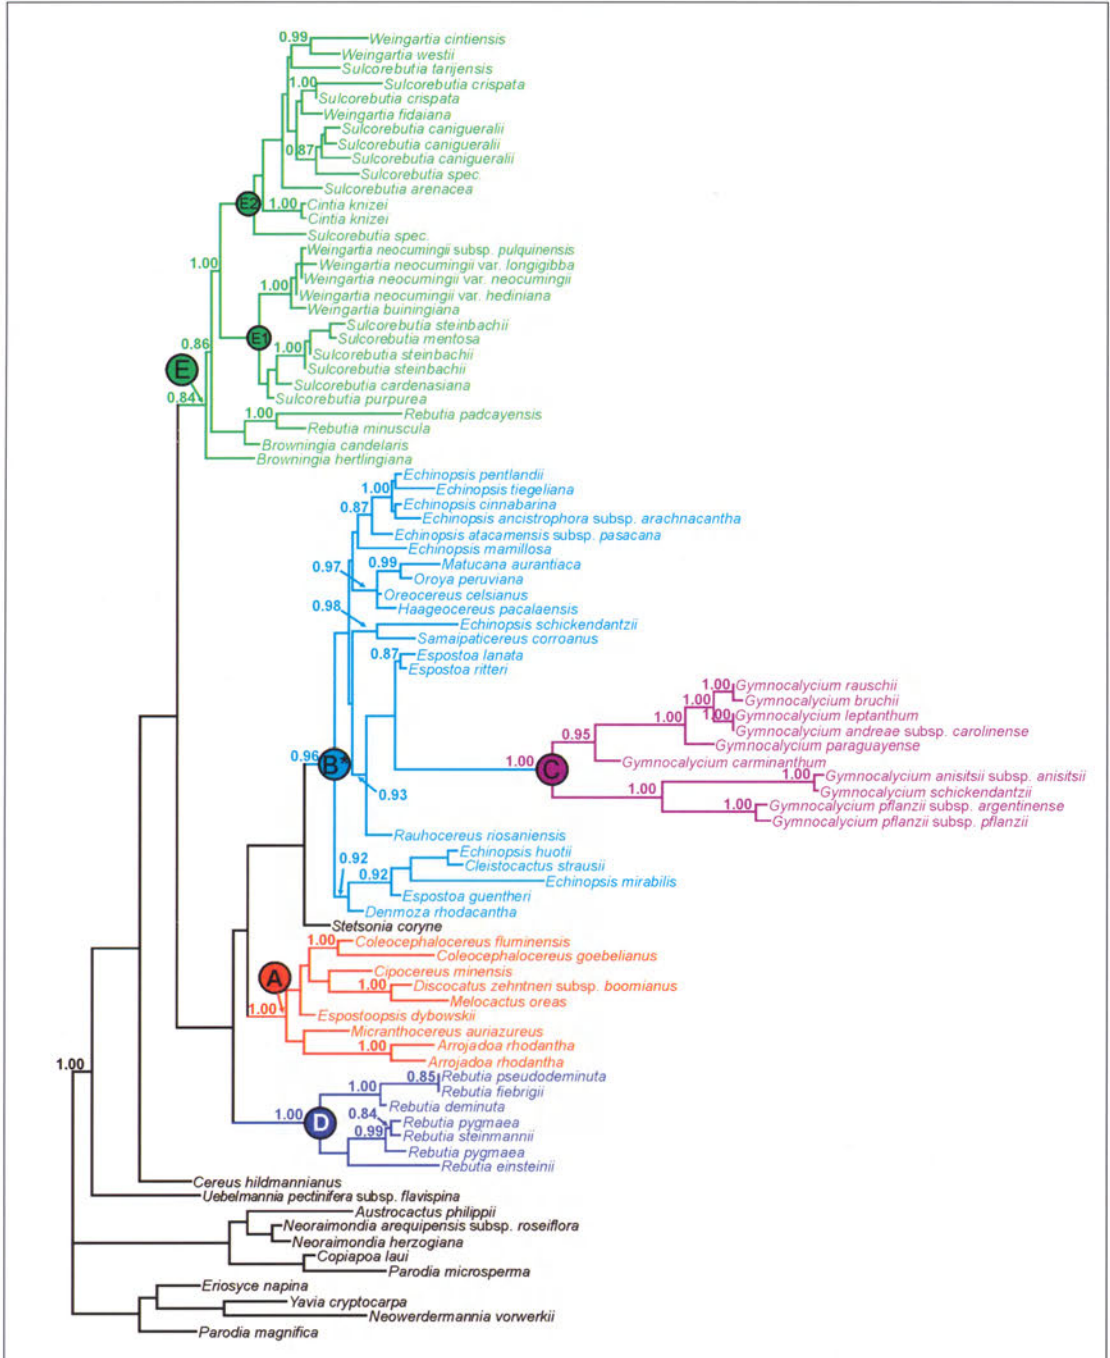 0.99
Weingartia cintiensis
Weingartia westii
Sulcorebutia tarijensis
1.00
Sulcorebutia crispata
Sulcorebutia crispata
Weingartia fidaiana
Sulcorebutia canigueralii
Sulcorebutia canigueralii
0.87
Sulcorebutia canigueralii
Sulcorebutia spec.
Sulcorebutia arenacea
E2
1.00
Cintia knizei
Cintia knizei
Sulcorebutia spec.
Weingartia neocumingii subsp. pulquinensis
1.00
Weingartia neocumingii var. longigibba
Weingartia neocumingii var. neocumingii
1.00
Weingartia neocumingii var. hediniana
Weingartia buiningiana
Sulcorebutia steinbachii
E1
Sulcorebutia mentosa
0.86
1.00
Sulcorebutia steinbachii
Sulcorebutia steinbachii
E
Sulcorebutia cardenasiana
0.84
Sulcorebutia purpurea
1.00
Rebutia padcayensis
Rebutia minuscula
Browningia candelaris
Browningia hertlingiana
Echinopsis pentlandii
1.00
Echinopsis tiegeliana
0.87
Echinopsis cinnabarina
Echinopsis ancistrophora subsp. arachnacantha
Echinopsis atacamensis subsp. pasacana
Echinopsis mamillosa
0.97
0.99
Matucana aurantiaca
Oroya peruviana
Oreocereus celsianus
0.98
Haageocereus pacalaensis
Echinopsis schickendantzii
Samaipaticereus corroanus
0.87
Espostoa lanata
Espostoa ritteri
1.00
Gymnocalycium rauschii
1.00
Gymnocalycium bruchii
1.00
1.00
Gymnocalycium leptanthum
Gymnocalycium andreae subsp. carolinense
0.95
Gymnocalycium paraguayense
0.96
B*
1.00
C
Gymnocalycium carminanthum
1.00
Gymnocalycium anisitsii subsp. anisitsii
0.93
1.00
Gymnocalycium schickendantzii
1.00
Gymnocalycium pflanzii subsp. argentinense
Gymnocalycium pflanzii subsp. pflanzii
Rauhocereus riosaniensis
0.92
Echinopsis huotii
Cleistocactus strausii
0.92
Echinopsis mirabilis
Espostoa guentheri
Denmoza rhodacantha
Stetsonia coryne
1.00
Coleocephalocereus fluminensis
Coleocephalocereus goebelianus
A
Cipocereus minensis
1.00
Discocatus zehntneri subsp. boomianus
Melocactus oreas
1.00
Espostoopsis dybowskii
Micranthocereus auriazureus
1.00
Arrojadoa rhodantha
Arrojadoa rhodantha
1.00
0.85
Rebutia pseudodeminuta
1.00
Rebutia fiebrigii
Rebutia deminuta
1.00
D
0.84
Rebutia pygmaea
0.99
Rebutia steinmannii
Rebutia pygmaea
Rebutia einsteinii
Cereus hildmannianus
Uebelmannia pectinifera subsp. flavispina
Austrocactus philippii
Neoraimondia arequipensis subsp. roseiflora
Neoraimondia herzogiana
Copiapoa laui
Parodia microsperma
Eriosyce napina
Yavia cryptocarpa
Neowerdermannia vorwerkii
Parodia magnifica